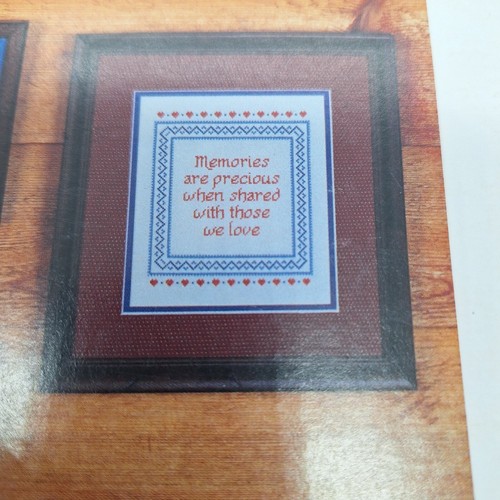 Memories
are precious
when shared
with those
we love